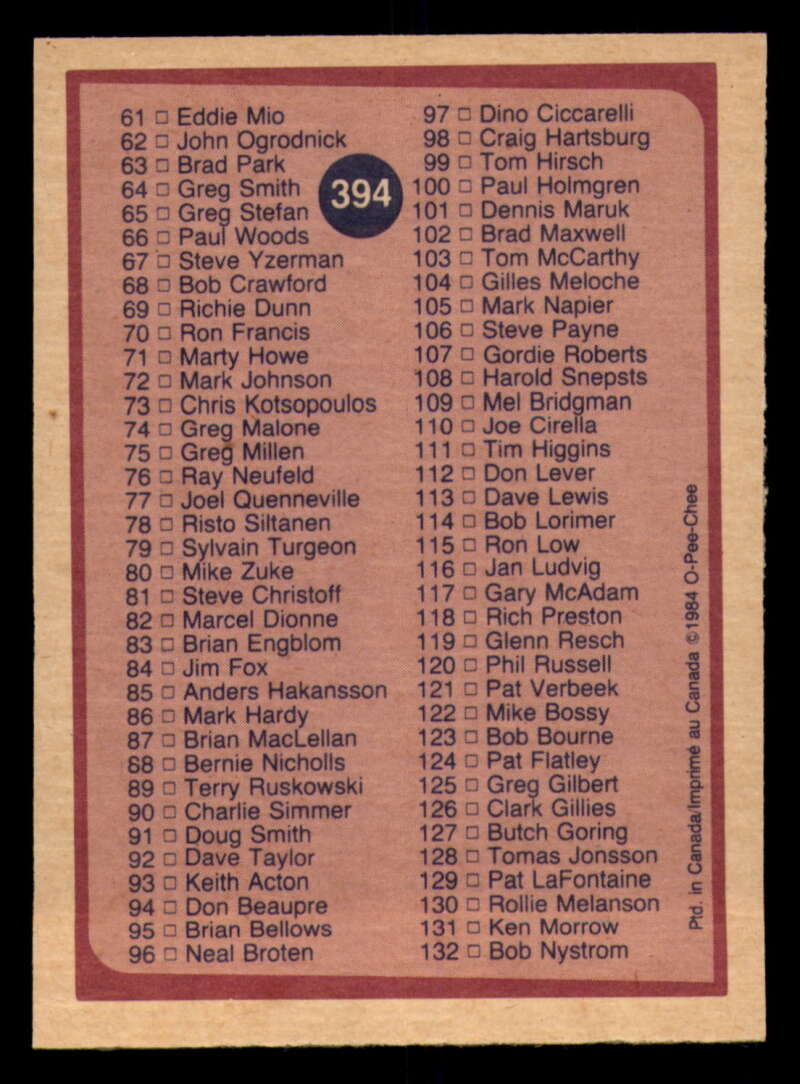 61 □ Eddie Mio
62 □ John Ogrodnick
63 □ Brad Park
64 □ Greg Smith
65 □ Greg Stefan
66 □ Paul Woods
67 □ Steve Yzerman
68 □ Bob Crawford
69 □ Richie Dunn
70 □ Ron Francis
71 □ Marty Howe
72 □ Mark Johnson
73 □ Chris Kotsopoulos
74 □ Greg Malone
75 □ Greg Millen
76 □ Ray Neufeld
77 □ Joel Quenneville
78 □ Risto Siltanen
79 □ Sylvain Turgeon
80 □ Mike Zuke
81 □ Steve Christoff
82 □ Marcel Dionne
83 □ Brian Engblom
84 □ Jim Fox
85 □ Anders Hakansson
86 □ Mark Hardy
87 □ Brian MacLellan
88 □ Bernie Nicholls
89 □ Terry Ruskowski
90 □ Charlie Simmer
91 □ Doug Smith
92 □ Dave Taylor
93 □ Keith Acton
94 □ Don Beaupre
95 □ Brian Bellows
96 □ Neal Broten
394
97 □ Dino Ciccarelli
98 □ Craig Hartsburg
99 □ Tom Hirsch
100 □ Paul Holmgren
101 □ Dennis Maruk
102 □ Brad Maxwell
103 □ Tom McCarthy
104 □ Gilles Meloche
105 □ Mark Napier
106 □ Steve Payne
107 □ Gordie Roberts
108 □ Harold Snepsts
109 □ Mel Bridgman
110 □ Joe Cirella
111 □ Tim Higgins
112 □ Don Lever
113 □ Dave Lewis
114 □ Bob Lorimer
115 □ Ron Low
116 □ Jan Ludvig
117 □ Gary McAdam
118 □ Rich Preston
119 □ Glenn Resch
120 □ Phil Russell
121 □ Pat Verbeek
122 □ Mike Bossy
123 □ Bob Bourne
124 □ Pat Flatley
125 □ Greg Gilbert
126 □ Clark Gillies
127 □ Butch Goring
128 □ Tomas Jonsson
129 □ Pat LaFontaine
130 □ Rollie Melanson
131 □ Ken Morrow
132 □ Bob Nystrom
Ptd. in Canada/Imprimé au Canada ©1984 O-Pee-Chee